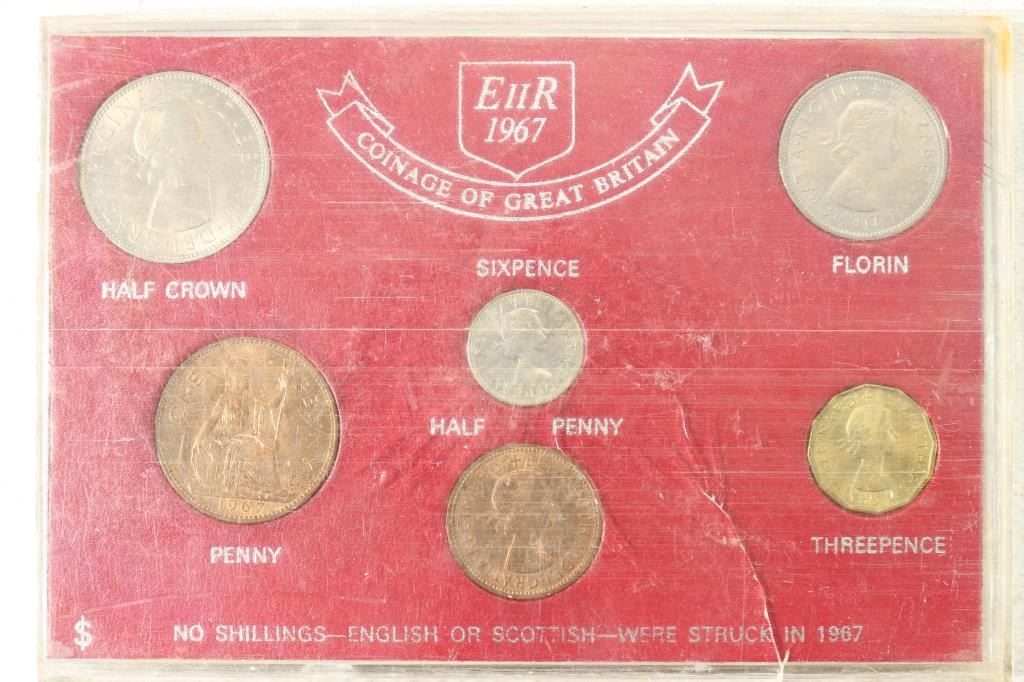 EIIR
1967
COINAGE OF GREAT BRITAIN
HALF CROWN
SIXPENCE
FLORIN
HALF PENNY
PENNY
1967
THREEPENCE
$ NO SHILLINGS—ENGLISH OR SCOTTISH—WERE STRUCK IN 1967